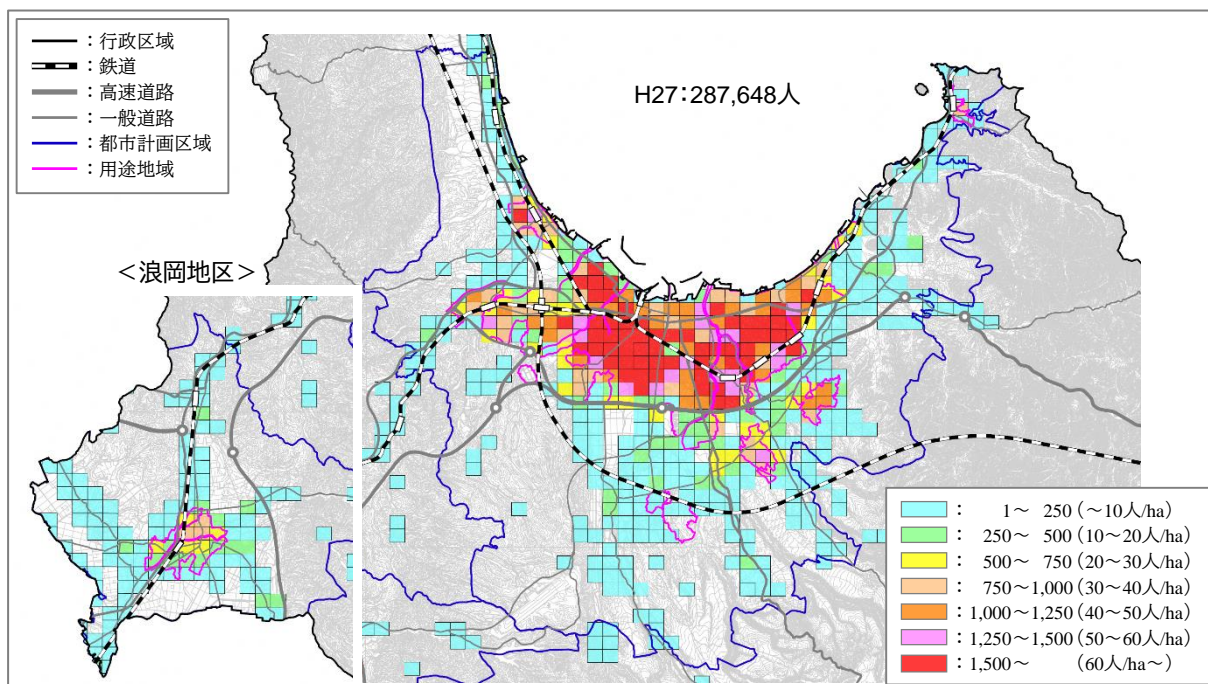 ：行政区域
：鉄道
：高速道路
：一般道路
：都市計画区域
：用途地域
H27：287,648人
＜浪岡地区＞
： 1～ 250（～10人/ha）
： 250～ 500（10～20人/ha）
： 500～ 750（20～30人/ha）
： 750～1,000（30～40人/ha）
：1,000～1,250（40～50人/ha）
：1,250～1,500（50～60人/ha）
：1,500～ （60人/ha～）